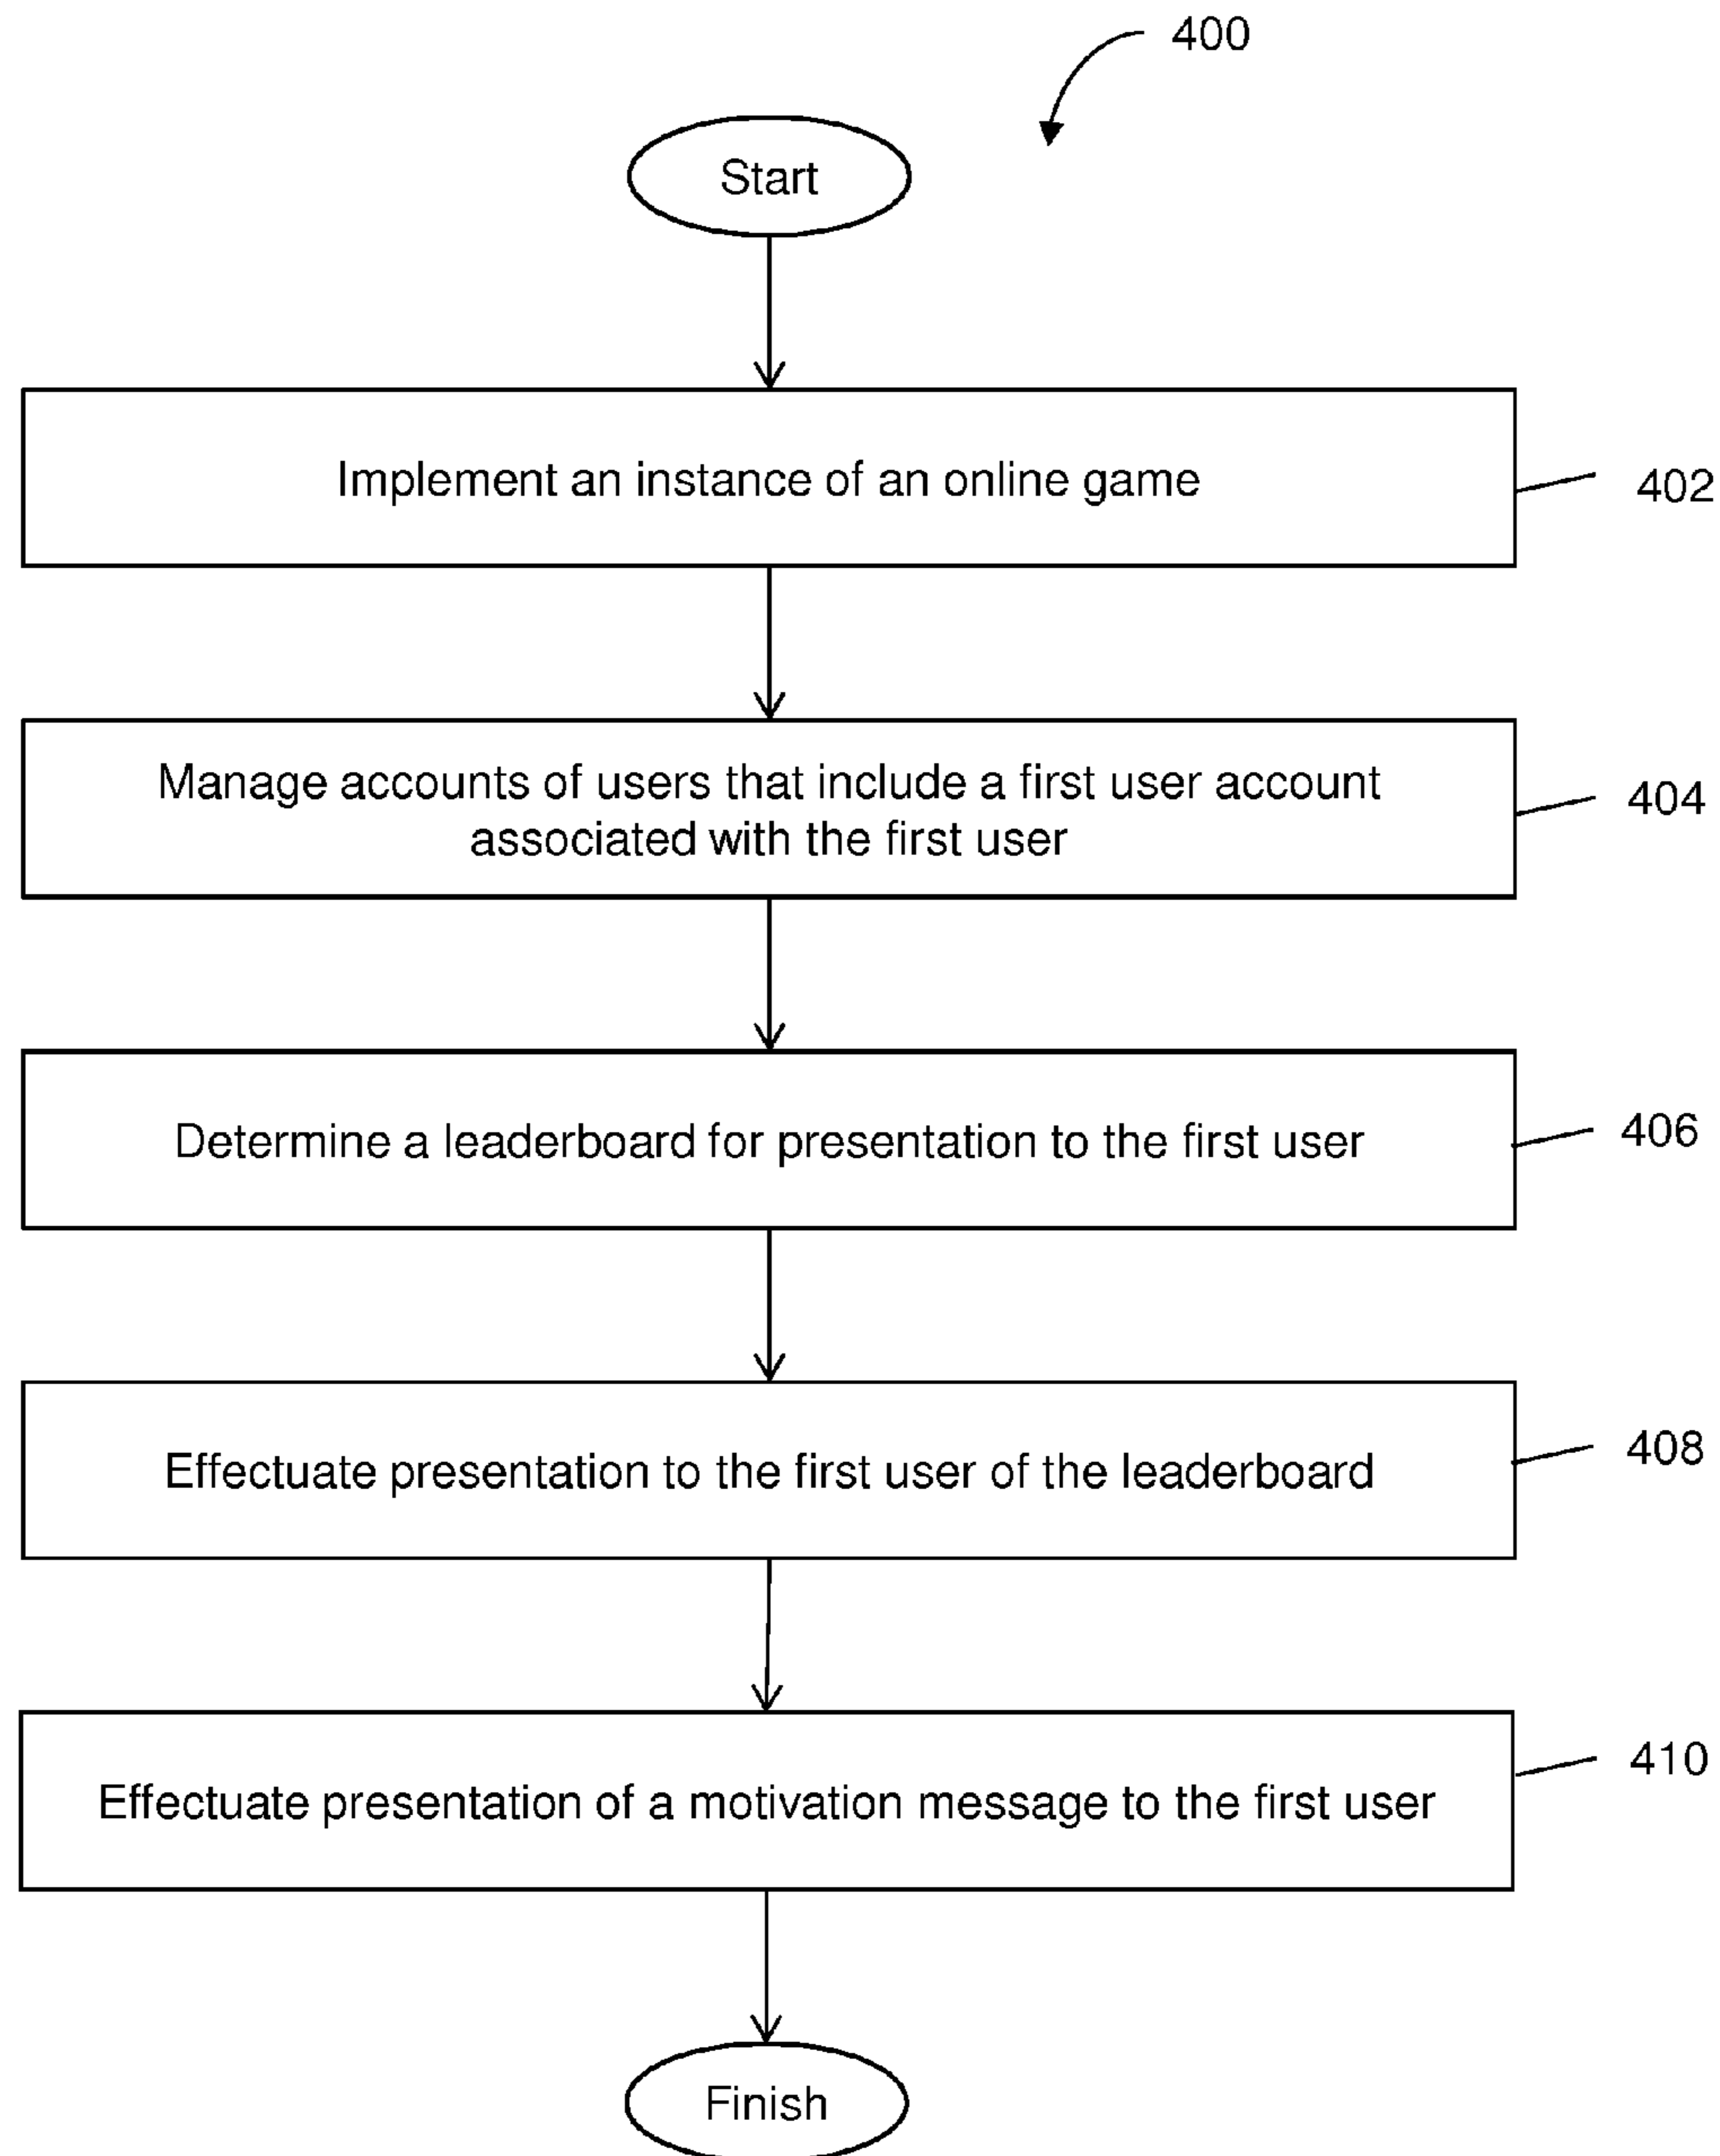 400
Start
Implement an instance of an online game
402
Manage accounts of users that include a first user account
associated with the first user
404
Determine a leaderboard for presentation to the first user
406
Effectuate presentation to the first user of the leaderboard
408
Effectuate presentation of a motivation message to the first user
410
Finish